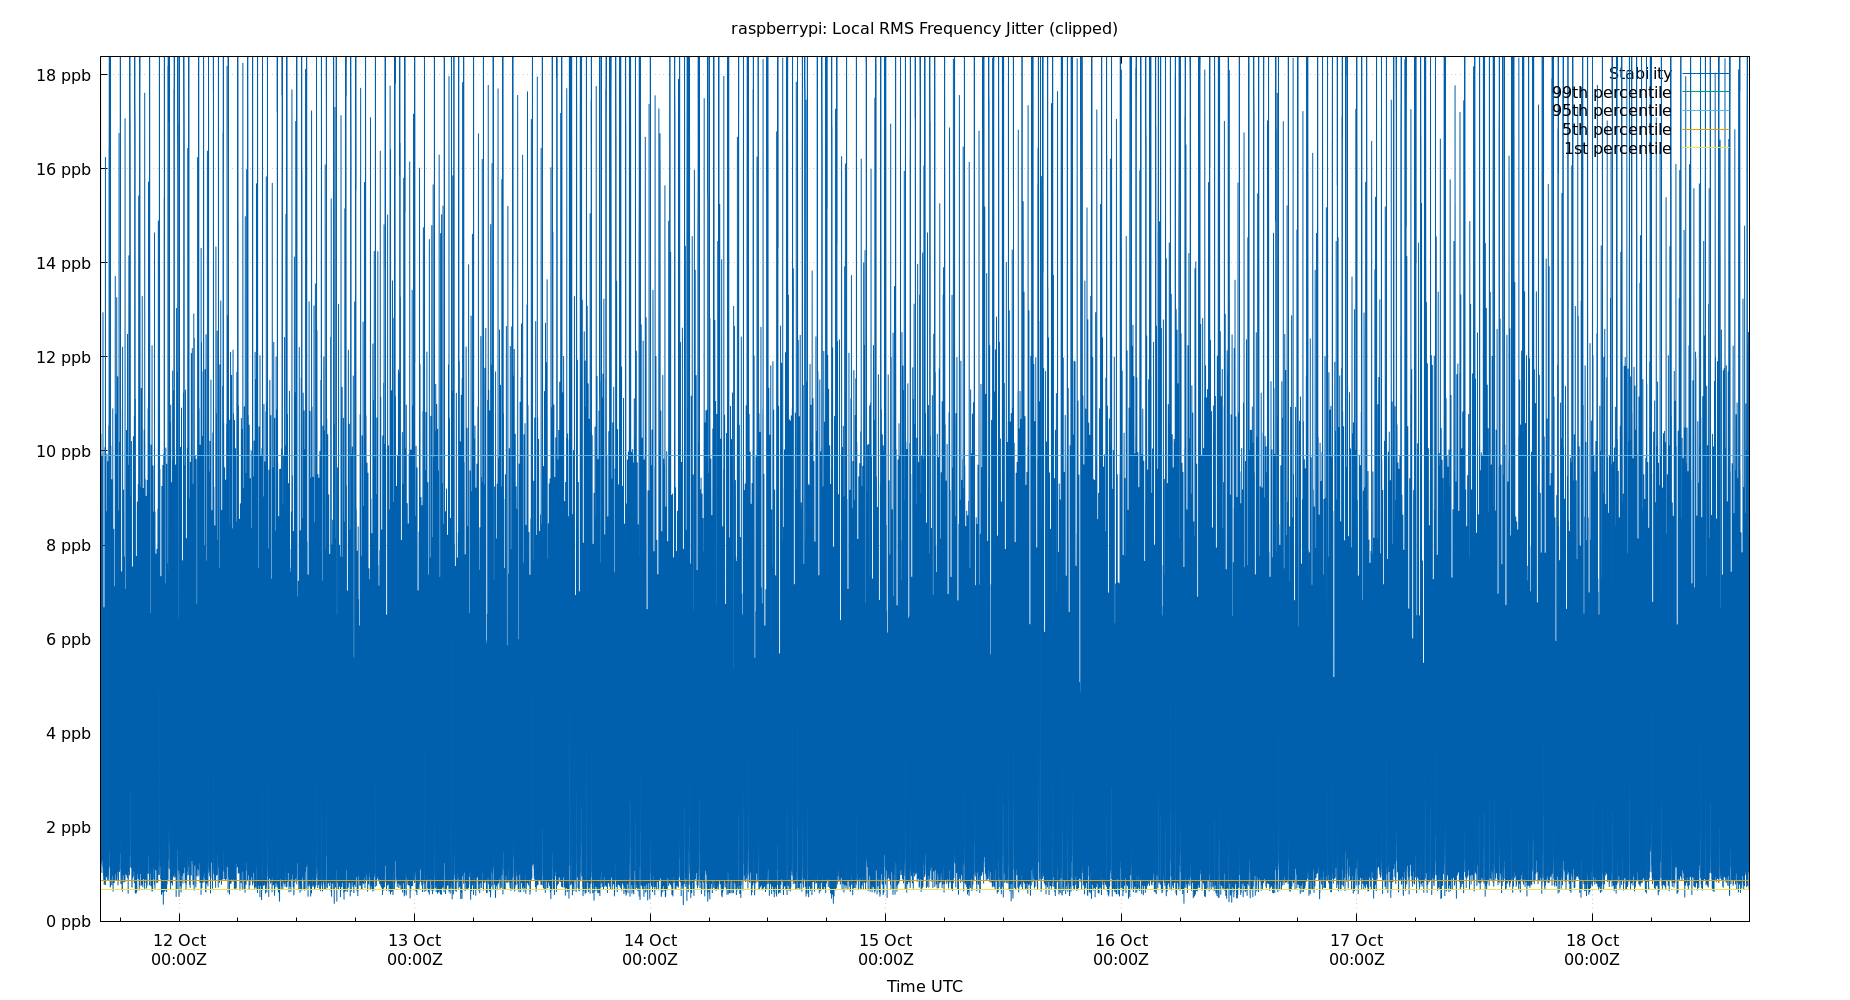 raspberrypi: Local RMS Frequency Jitter (clipped)
18 ppb
16 ppb
14 ppb
12 ppb
10 ppb
8 ppb
6 ppb
4 ppb
2 ppb
0 ppb
Stability
99th percentile
95th percentile
5th percentile
1st percentile
12 Oct 13 Oct 14 Oct 15 Oct 16 Oct 17 Oct 18 Oct
00:00Z 00:00Z 00:00Z 00:00Z 00:00Z 00:00Z 00:00Z
Time UTC